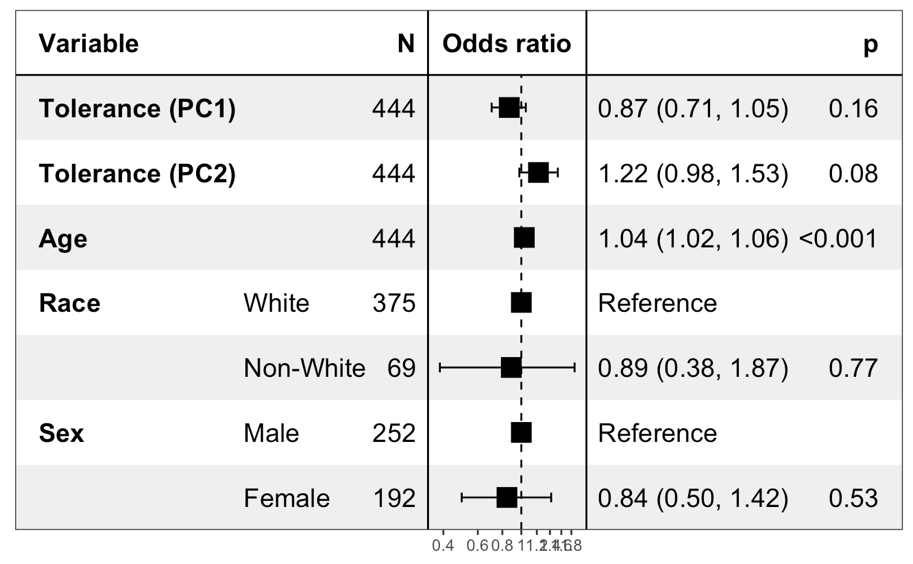 Variable N Odds ratio p
Tolerance (PC1) 444 0.87 (0.71, 1.05) 0.16
Tolerance (PC2) 444 1.22 (0.98, 1.53) 0.08
Age 444 1.04 (1.02, 1.06) <0.001
Race White 375 Reference
Non-White 69 0.89 (0.38, 1.87) 0.77
Sex Male 252 Reference
Female 192 0.84 (0.50, 1.42) 0.53
0.4 0.6 0.8 1 1.2 1.4 1.6 1.8